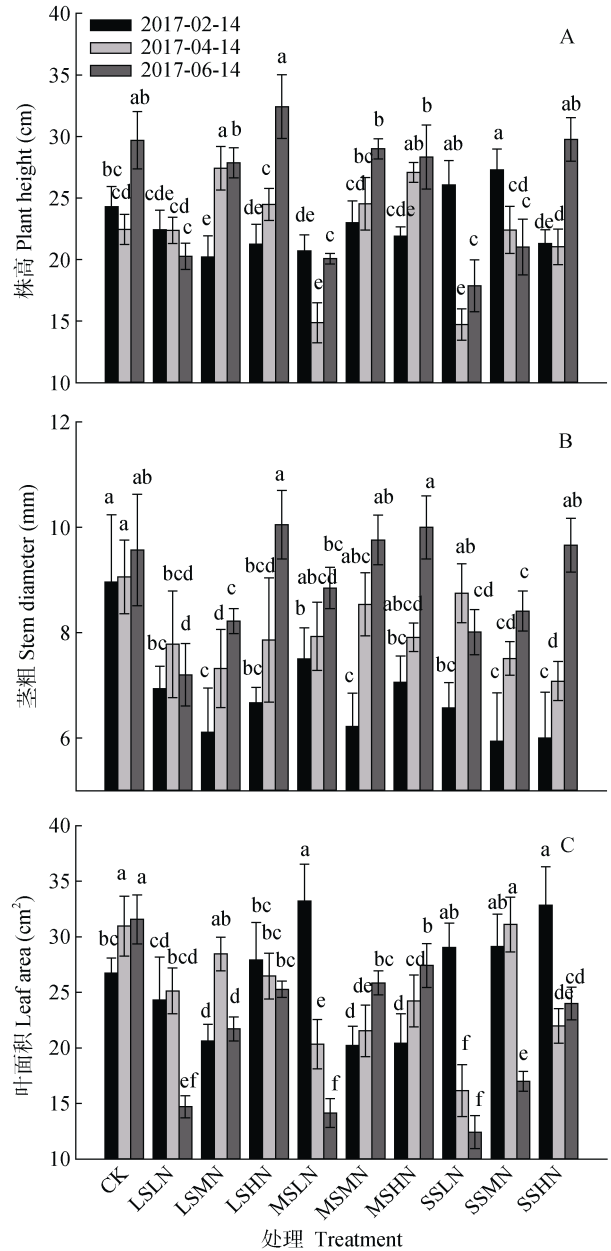 2017-02-14
2017-04-14
2017-06-14
A
40
35
30
25
20
15
10
株高 Plant height (cm)
bc cd ab
cde cd c
e a b
de c a
de e c
cd bc b
cde ab b
ab e c
a cd c
de d ab
B
12
10
8
6
茎粗 Stem diameter (mm)
a a ab
bc bcd d
c d c
bc bcd a
b abcd bc
c abc ab
bc abcd a
bc ab cd
c cd c
c d ab
C
40
35
30
25
20
15
10
叶面积 Leaf area (cm²)
bc a a
cd bcd ef
d ab d
bc bc bc
a e f
d de bc
d cd b
ab f f
ab a e
a de cd
CK LSLN LSMN LSHN MSLN MSMN MSHN SSLN SSMN SSHN
处理 Treatment